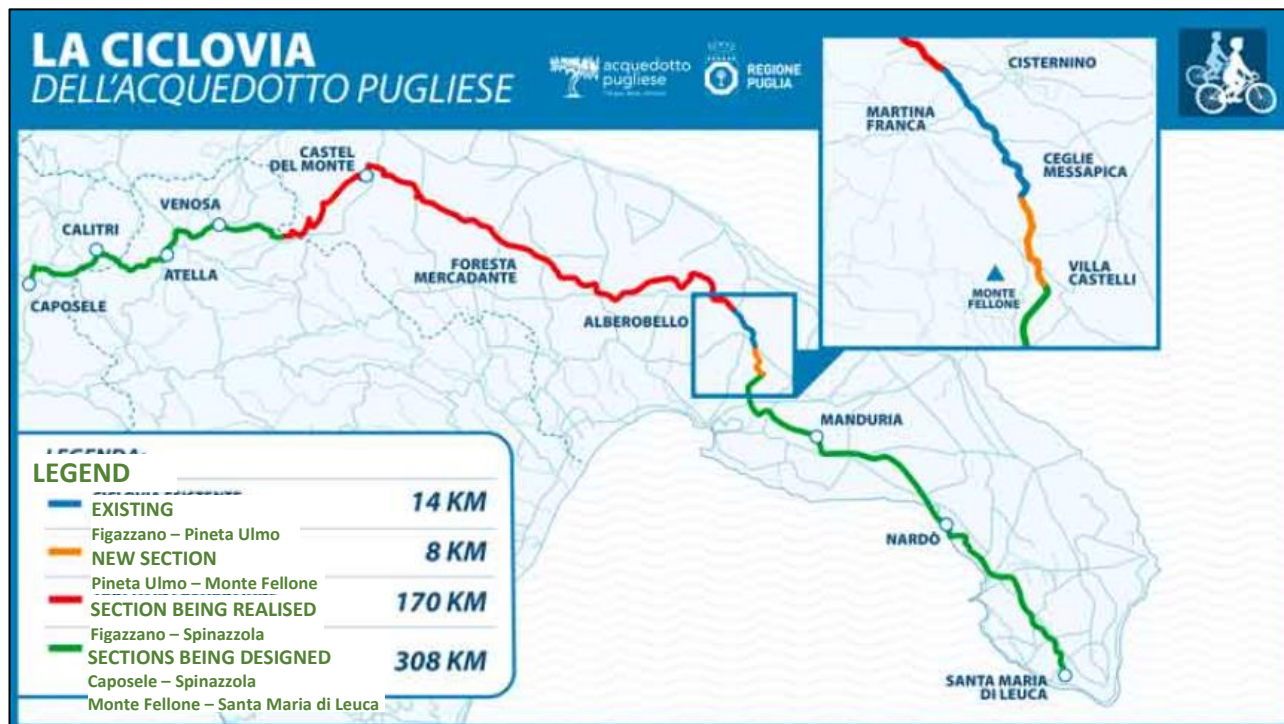 LA CICLOVIA
DELL'ACQUEDOTTO PUGLIESE
acquedotto
pugliese
REGIONE
PUGLIA
CISTERNINO
MARTINA
FRANCA
CEGLIE
MESSAPICA
VILLA
CASTELLI
MONTE
FELLONE
CASTEL
DEL MONTE
VENOSA
CALITRI
ATELLA
CAPOSELE
FORESTA
MERCADANTE
ALBEROBELLO
MANDURIA
NARDÒ
SANTA MARIA
DI LEUCA
LEGEND
EXISTING 14 KM
Figazzano – Pineta Ulmo
NEW SECTION 8 KM
Pineta Ulmo – Monte Fellone
SECTION BEING REALISED 170 KM
Figazzano – Spinazzola
SECTIONS BEING DESIGNED 308 KM
Caposele – Spinazzola
Monte Fellone – Santa Maria di Leuca